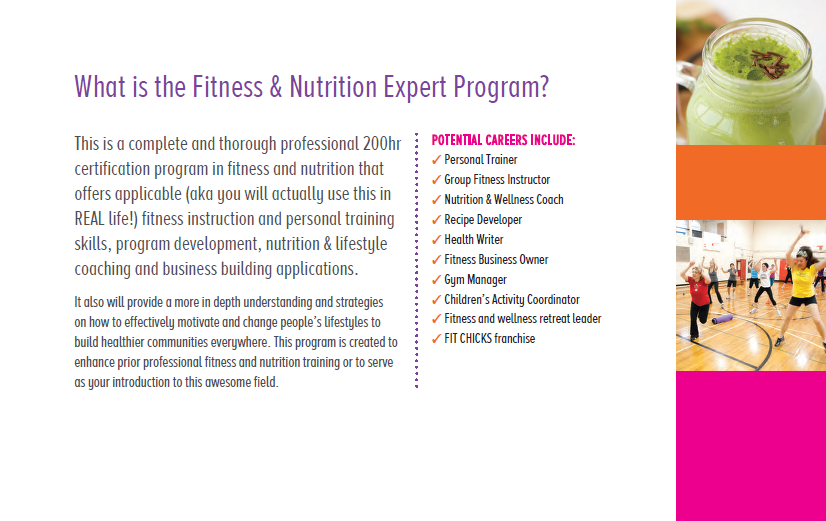 What is the Fitness & Nutrition Expert Program?
This is a complete and thorough professional 200hr
certification program in fitness and nutrition that
offers applicable (aka you will actually use this in
REAL life!) fitness instruction and personal training
skills, program development, nutrition & lifestyle
coaching and business building applications.
It also will provide a more in depth understanding and strategies
on how to effectively motivate and change people's lifestyles to
build healthier communities everywhere. This program is created to
enhance prior professional fitness and nutrition training or to serve
as your introduction to this awesome field.
POTENTIAL CAREERS INCLUDE:
✓ Personal Trainer
✓ Group Fitness Instructor
✓ Nutrition & Wellness Coach
✓ Recipe Developer
✓ Health Writer
✓ Fitness Business Owner
✓ Gym Manager
✓ Children's Activity Coordinator
✓ Fitness and wellness retreat leader
✓ FIT CHICKS franchise